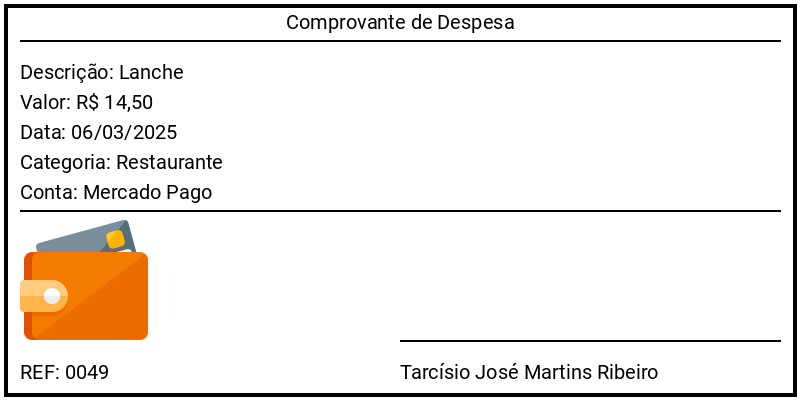 Comprovante de Despesa
Descrição: Lanche
Valor: R$ 14,50
Data: 06/03/2025
Categoria: Restaurante
Conta: Mercado Pago
REF: 0049
Tarcísio José Martins Ribeiro